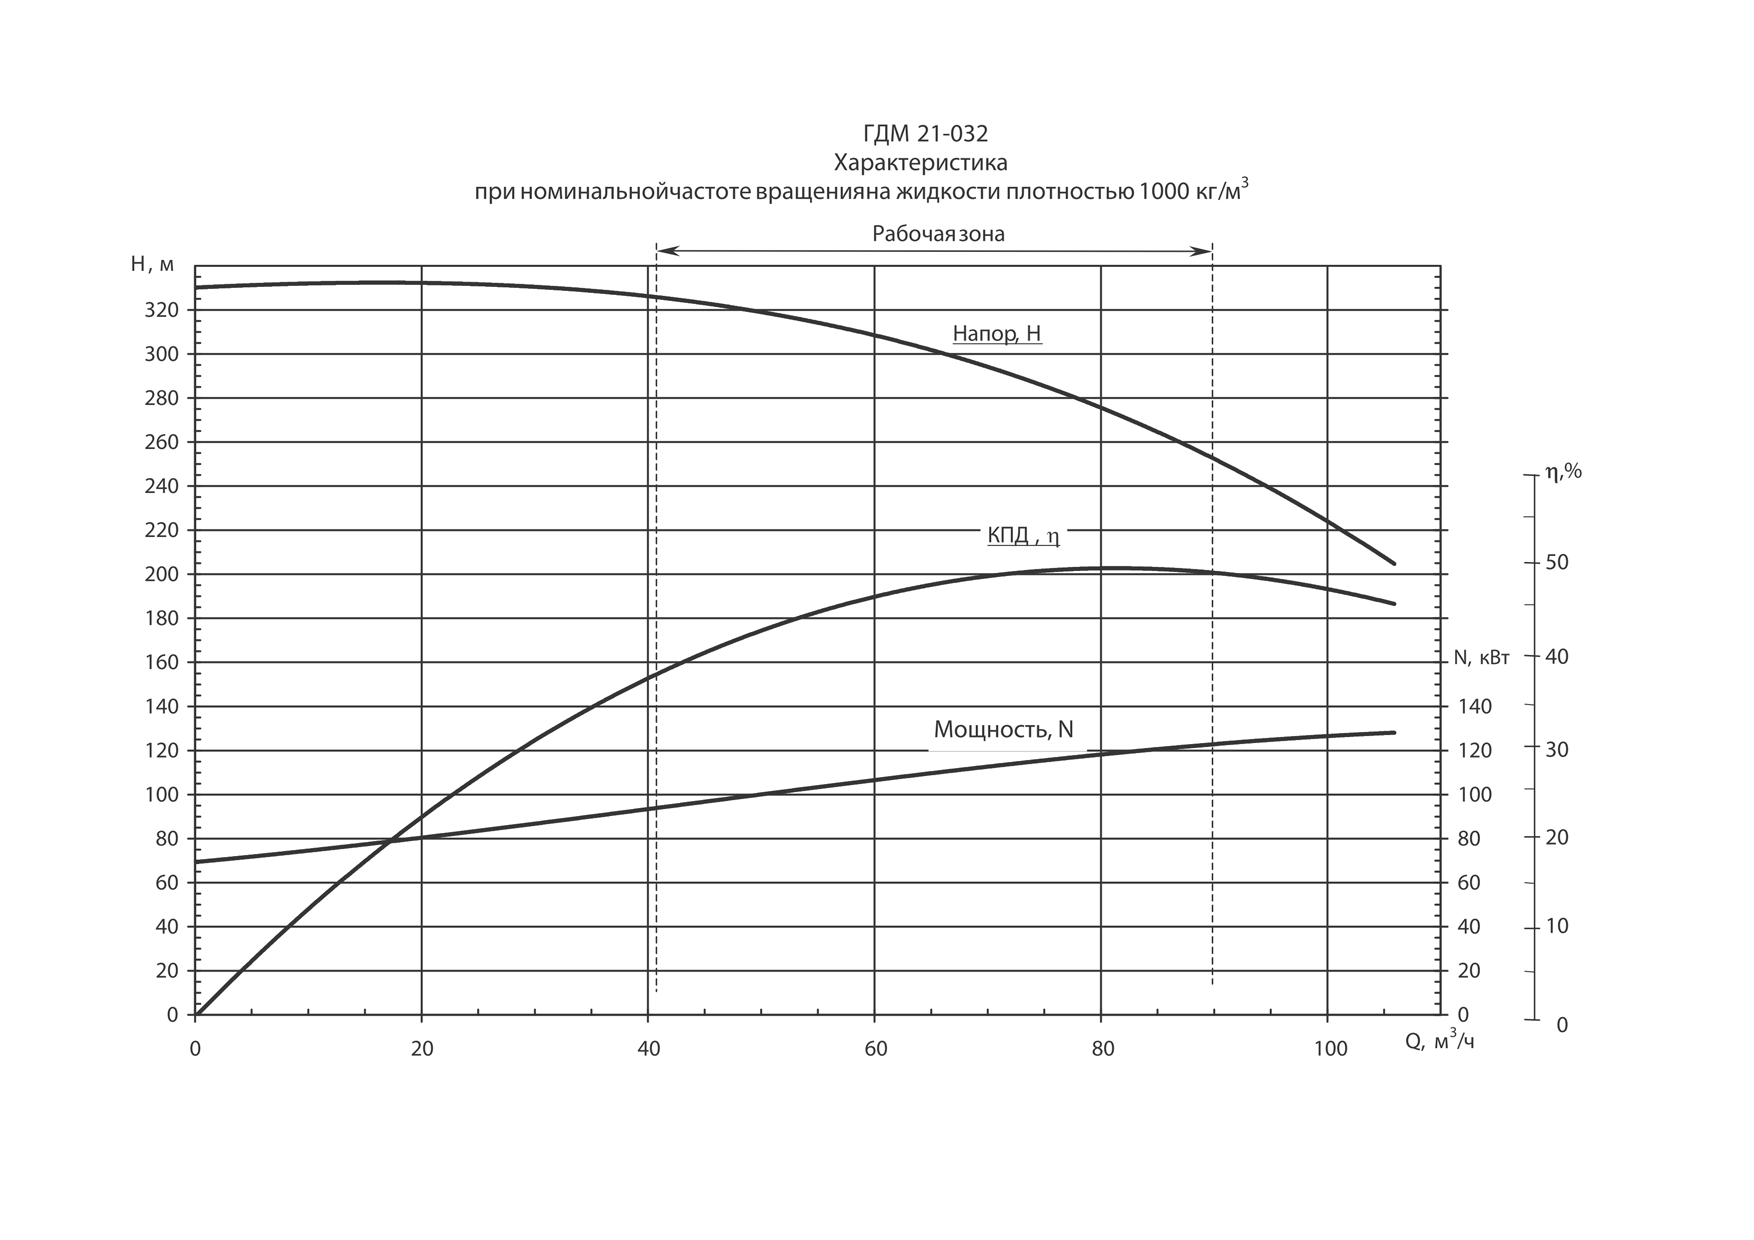 ГДМ 21-032
Характеристика
при номинальнойчастоте вращенияна жидкости плотностью 1000 кг/м³
Рабочая зона
H, м
320
300
280
260
240
220
200
180
160
140
120
100
80
60
40
20
0
Напор, H
КПД , η
Мощность, N
N, кВт
140
120
100
80
60
40
20
0
η,%
50
40
30
20
10
0
0 20 40 60 80 100 Q, м³/ч